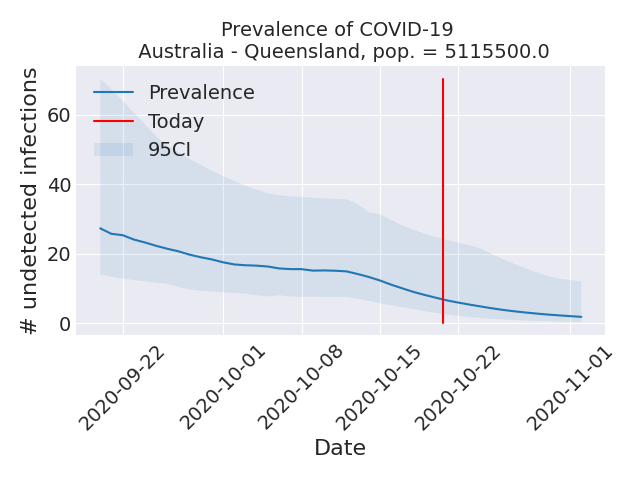 Prevalence of COVID-19
Australia - Queensland, pop. = 5115500.0
# undetected infections
60
40
20
0
Prevalence
Today
95CI
2020-09-22
2020-10-01
2020-10-08
2020-10-15
2020-10-22
2020-11-01
Date